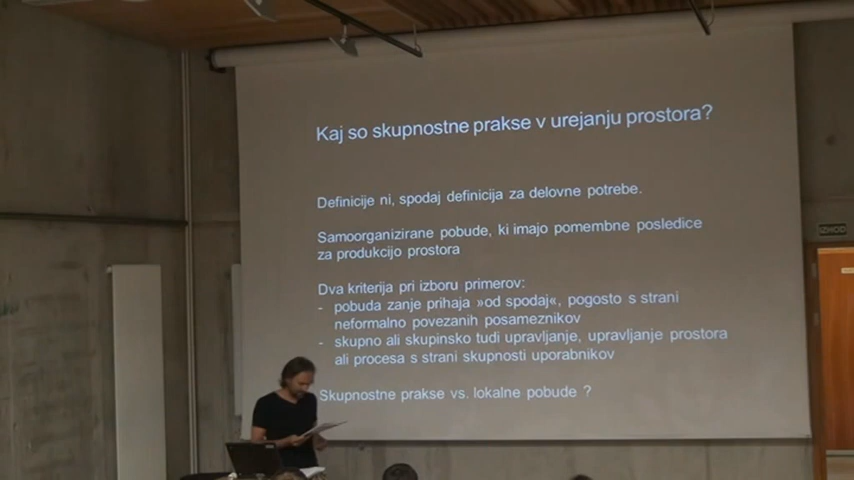 Kaj so skupnostne prakse v urejanju prostora?
Definicije ni, spodaj definicija za delovne potrebe.
Samoorganizirane pobude, ki imajo pomembne posledice
za produkcijo prostora
Dva kriterija pri izboru primerov:
- pobuda zanje prihaja »od spodaj«, pogosto s strani
neformalno povezanih posameznikov
- skupno ali skupinsko tudi upravljanje, upravljanje prostora
ali procesa s strani skupnosti uporabnikov
Skupnostne prakse vs. lokalne pobude ?
IZHOD